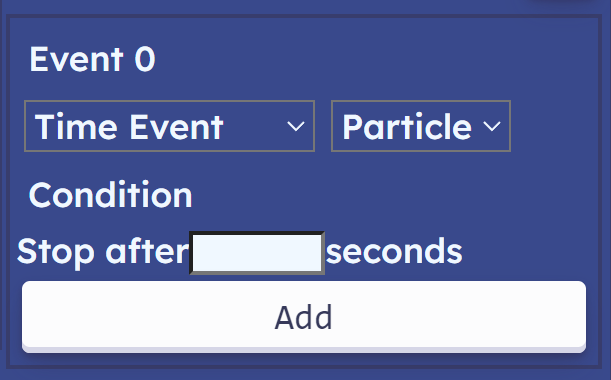 Event 0
Time Event Particle
Condition
Stop after seconds
Add